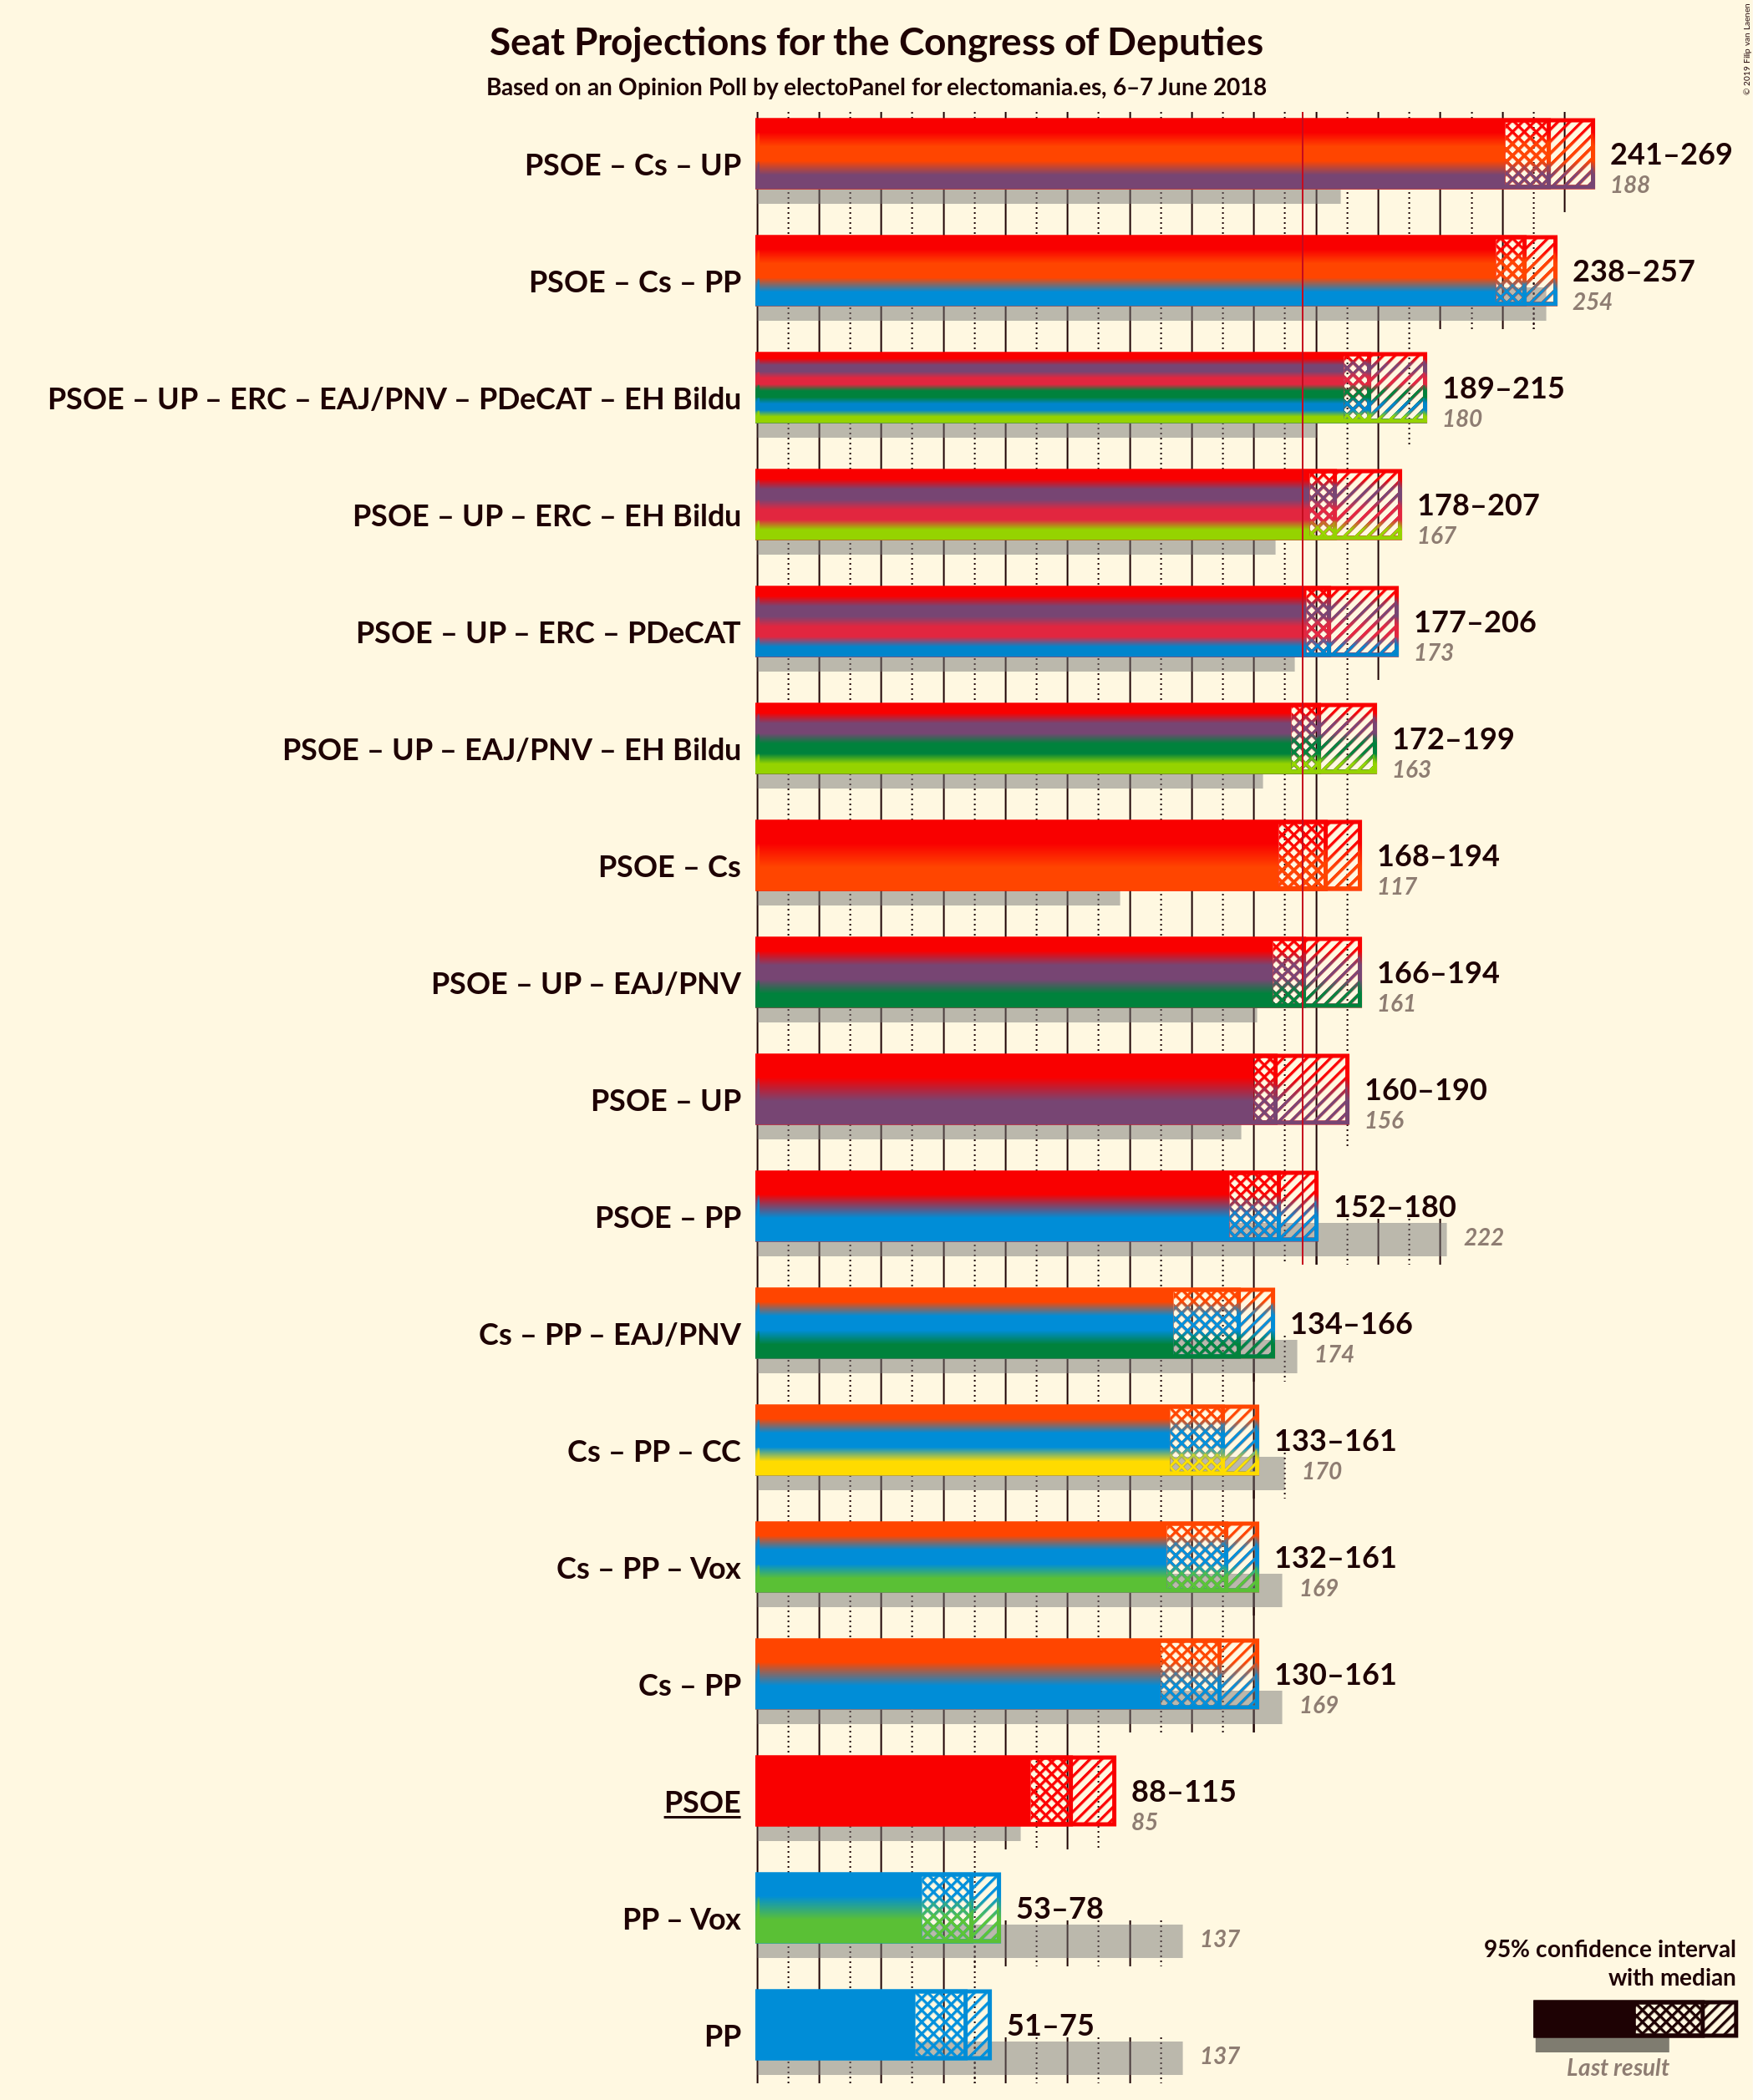 Seat Projections for the Congress of Deputies
Based on an Opinion Poll by electoPanel for electomania.es, 6–7 June 2018
© 2019 Filip van Laenen
PSOE – Cs – UP
241–269
188
PSOE – Cs – PP
238–257
254
PSOE – UP – ERC – EAJ/PNV – PDeCAT – EH Bildu
189–215
180
PSOE – UP – ERC – EH Bildu
178–207
167
PSOE – UP – ERC – PDeCAT
177–206
173
PSOE – UP – EAJ/PNV – EH Bildu
172–199
163
PSOE – Cs
168–194
117
PSOE – UP – EAJ/PNV
166–194
161
PSOE – UP
160–190
156
PSOE – PP
152–180
222
Cs – PP – EAJ/PNV
134–166
174
Cs – PP – CC
133–161
170
Cs – PP – Vox
132–161
169
Cs – PP
130–161
169
PSOE
88–115
85
PP – Vox
53–78
137
PP
51–75
137
95% confidence interval
with median
Last result